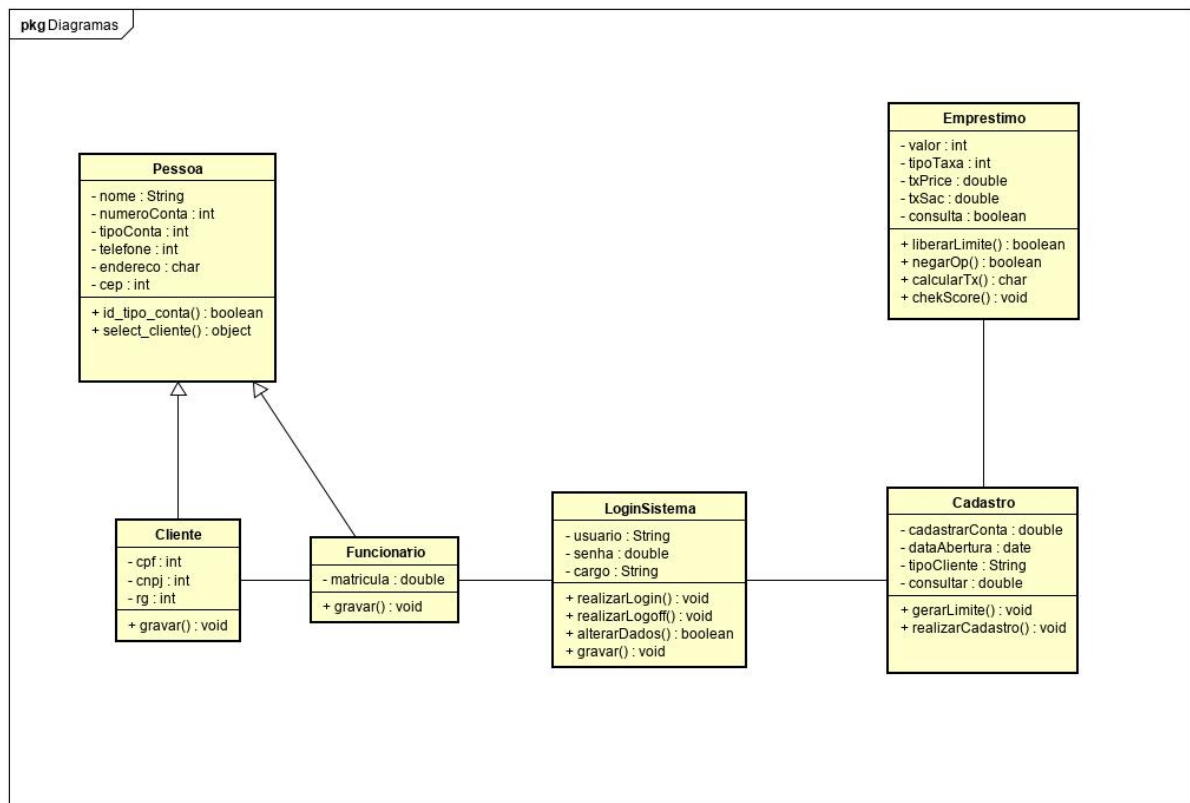 pkg Diagramas
Pessoa
- nome : String
- numeroConta : int
- tipoConta : int
- telefone : int
- endereco : char
- cep : int
+ id_tipo_conta() : boolean
+ select_cliente() : object
Emprestimo
- valor : int
- tipoTaxa : int
- txPrice : double
- txSac : double
- consulta : boolean
+ liberarLimite() : boolean
+ negarOp() : boolean
+ calcularTx() : char
+ chekScore() : void
Cliente
- cpf : int
- cnpj : int
- rg : int
+ gravar() : void
Funcionario
- matricula : double
+ gravar() : void
LoginSistema
- usuario : String
- senha : double
- cargo : String
+ realizarLogin() : void
+ realizarLogoff() : void
+ alterarDados() : boolean
+ gravar() : void
Cadastro
- cadastrarConta : double
- dataAbertura : date
- tipoCliente : String
- consultar : double
+ gerarLimite() : void
+ realizarCadastro() : void